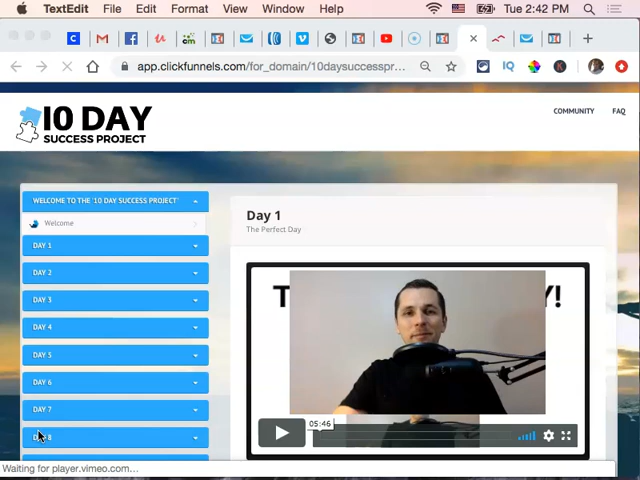 TextEdit File Edit Format View Window Help Tue 2:42 PM
app.clickfunnels.com/for_domain/10daysuccesspr...
10 DAY
SUCCESS PROJECT
COMMUNITY FAQ
WELCOME TO THE '10 DAY SUCCESS PROJECT'
Welcome
DAY 1
DAY 2
DAY 3
DAY 4
DAY 5
DAY 6
DAY 7
8
Day 1
The Perfect Day
T Y!
05:46
Waiting for player.vimeo.com...